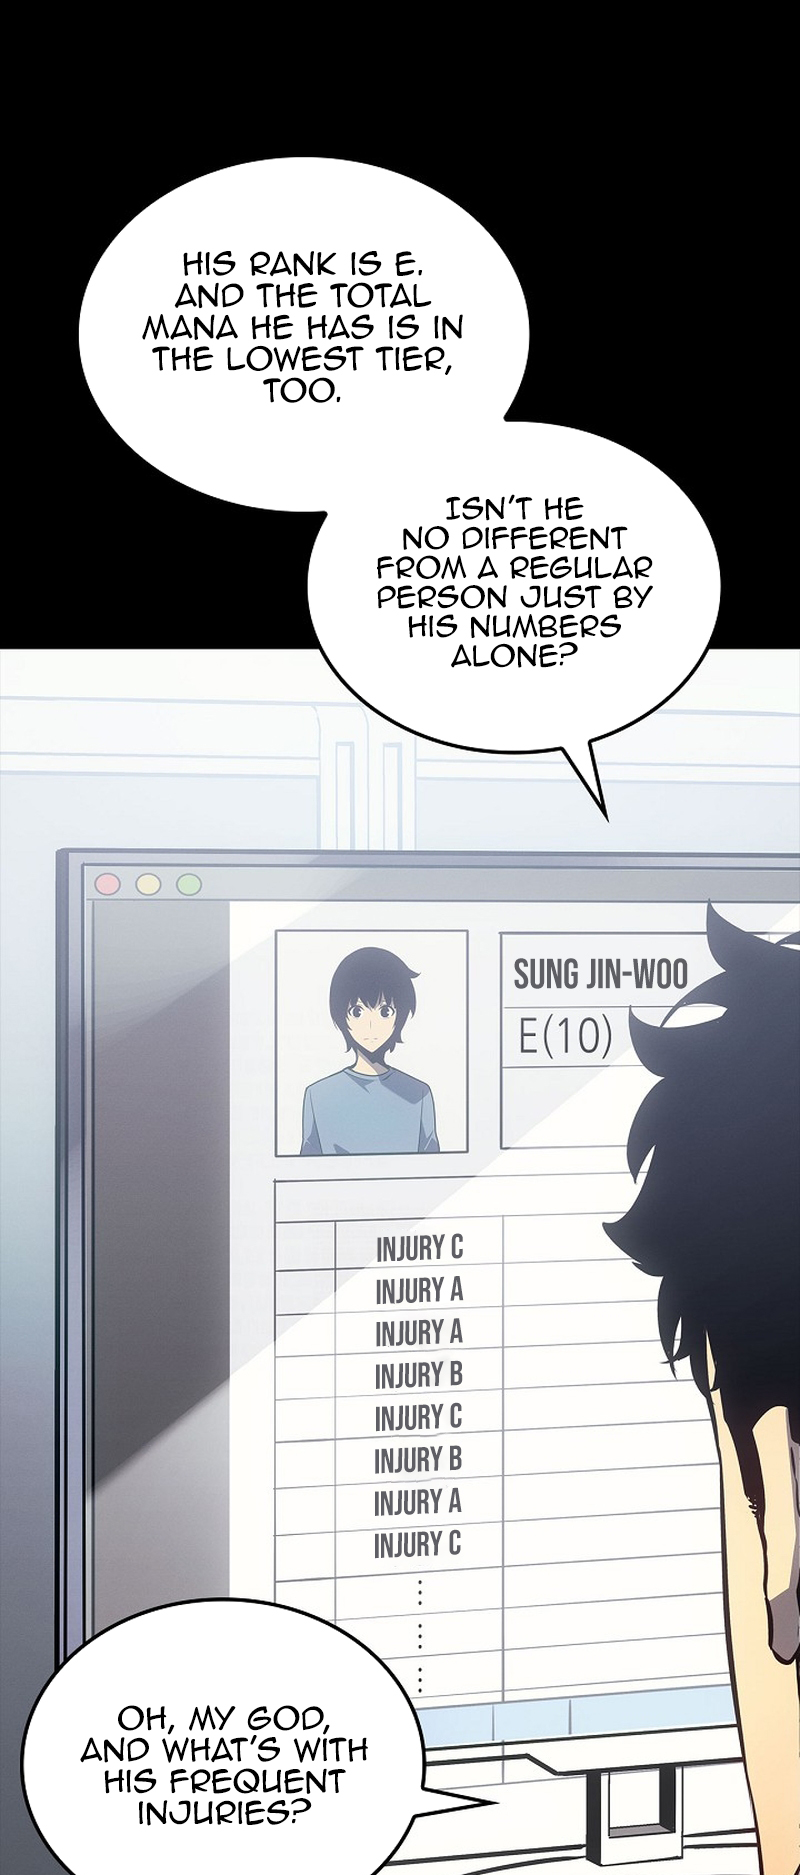 HIS RANK IS E.
AND THE TOTAL
MANA HE HAS IS IN
THE LOWEST TIER,
TOO.
ISN'T HE
NO DIFFERENT
FROM A REGULAR
PERSON JUST BY
HIS NUMBERS
ALONE?
SUNG JIN-WOO
E(10)
INJURY C
INJURY A
INJURY A
INJURY B
INJURY C
INJURY B
INJURY A
INJURY C
OH, MY GOD,
AND WHAT'S WITH
HIS FREQUENT
INJURIES?